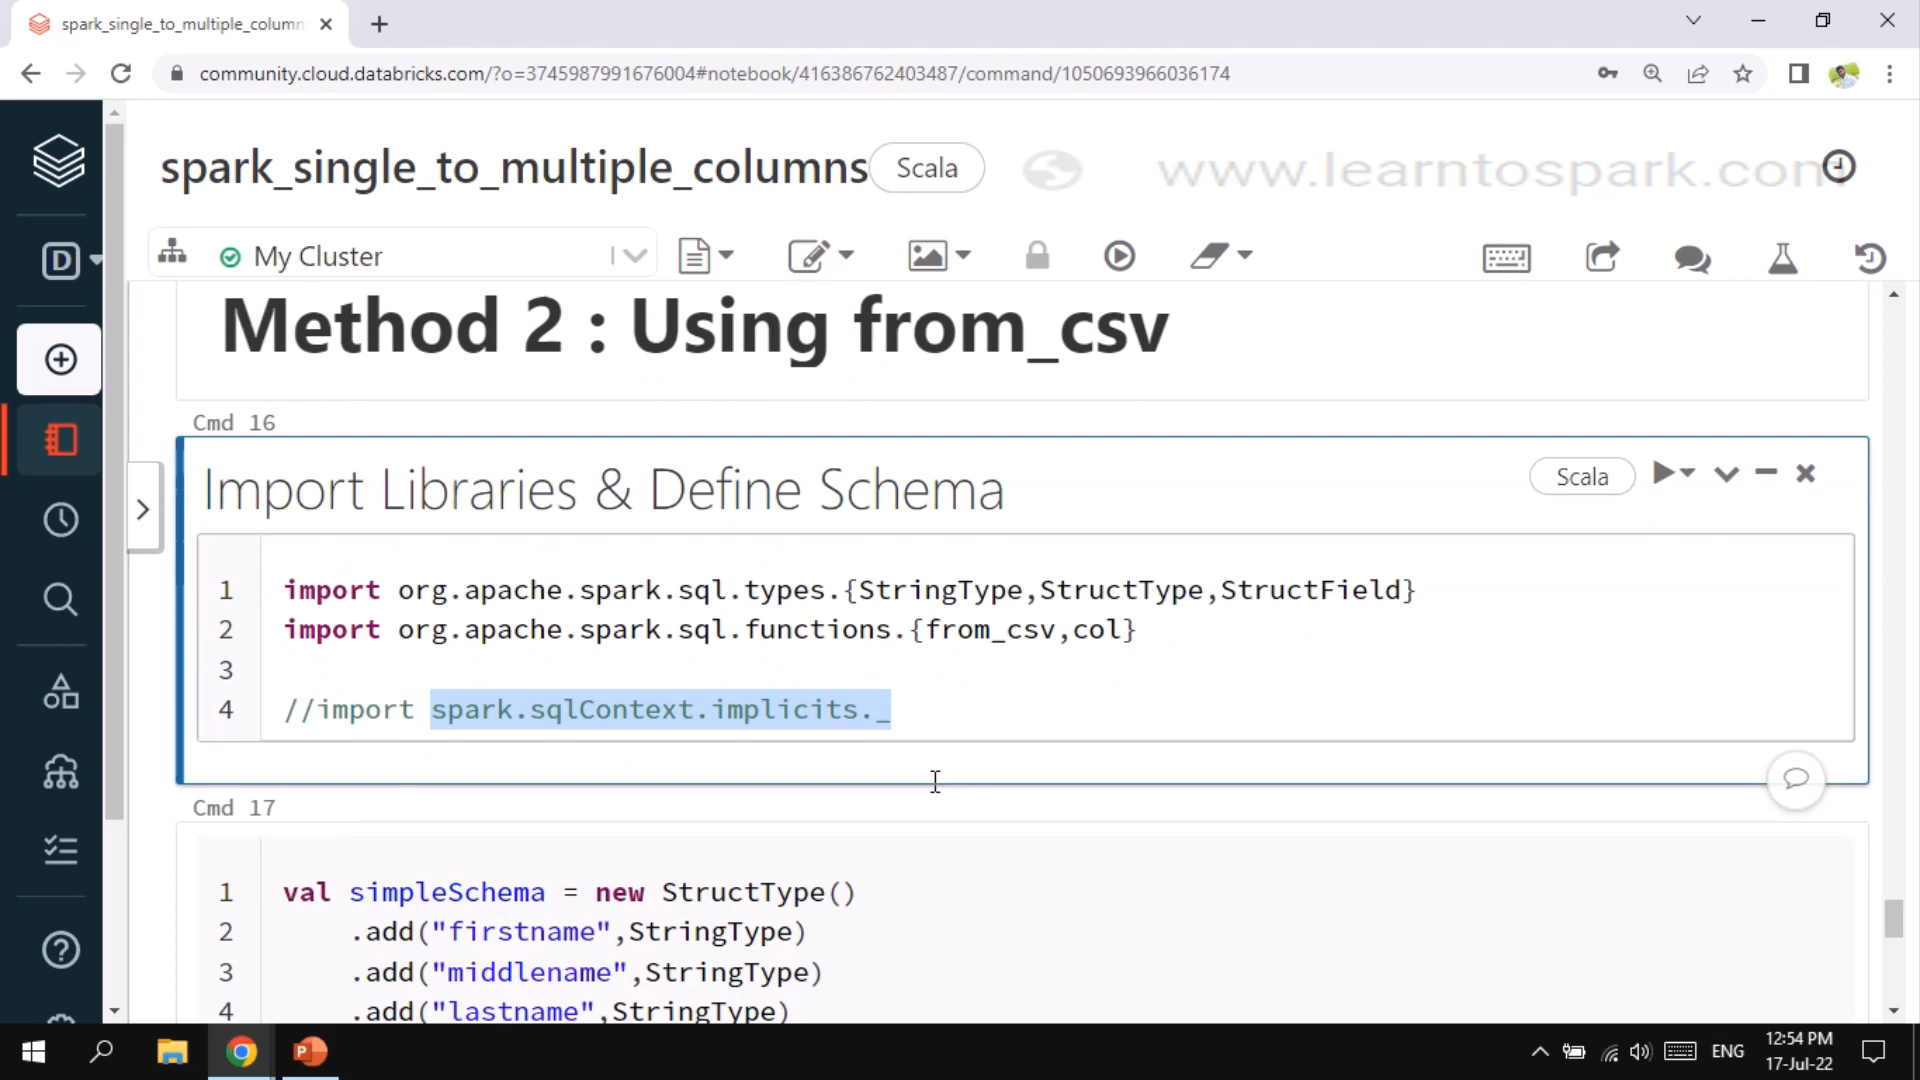 spark_single_to_multiple_column
community.cloud.databricks.com/?o=3745987991676004#notebook/416386762403487/command/1050693966036174
spark_single_to_multiple_columns
Scala
www.learntospark.com
D
My Cluster
Method 2 : Using from_csv
Cmd 16
Import Libraries & Define Schema
Scala
1 import org.apache.spark.sql.types.{StringType,StructType,StructField}
2 import org.apache.spark.sql.functions.{from_csv,col}
3
4 //import spark.sqlContext.implicits._
Cmd 17
1 val simpleSchema = new StructType()
2 .add("firstname",StringType)
3 .add("middlename",StringType)
4 .add("lastname",StringType)
P
ENG
12:54 PM
17-Jul-22